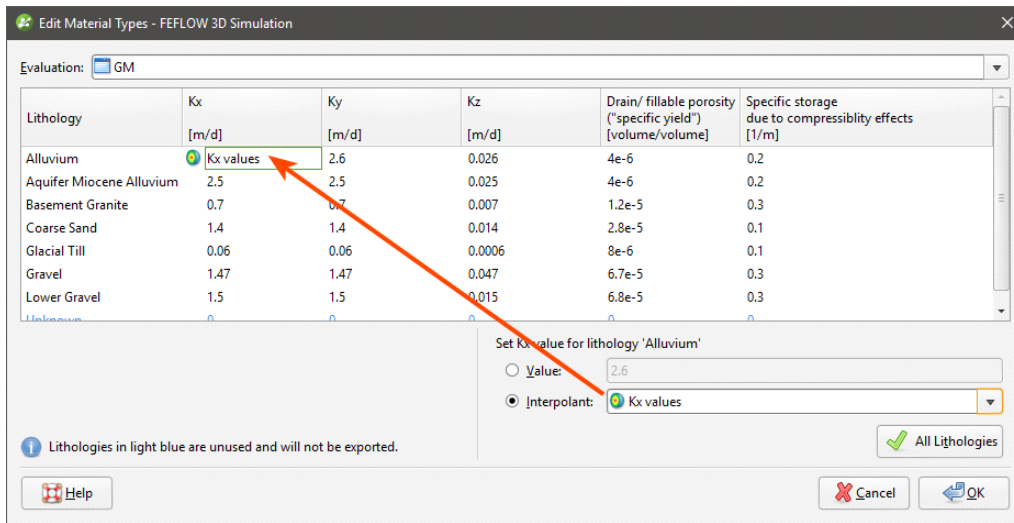 Edit Material Types - FEFLOW 3D Simulation
Evaluation: GM
Lithology Kx [m/d] Ky [m/d] Kz [m/d] Drain/ fillable porosity ("specific yield") [volume/volume] Specific storage due to compressiblity effects [1/m]
Alluvium Kx values 2.6 0.026 4e-6 0.2
Aquifer Miocene Alluvium 2.5 2.5 0.025 4e-6 0.2
Basement Granite 0.7 0.7 0.007 1.2e-5 0.3
Coarse Sand 1.4 1.4 0.014 2.8e-5 0.1
Glacial Till 0.06 0.06 0.0006 8e-6 0.1
Gravel 1.47 1.47 0.047 6.7e-5 0.3
Lower Gravel 1.5 1.5 0.015 6.8e-5 0.3
Unknown 0 0 0 0 0
Set Kx value for lithology 'Alluvium'
Value: 2.6
Interpolant: Kx values
All Lithologies
Lithologies in light blue are unused and will not be exported.
Help Cancel OK